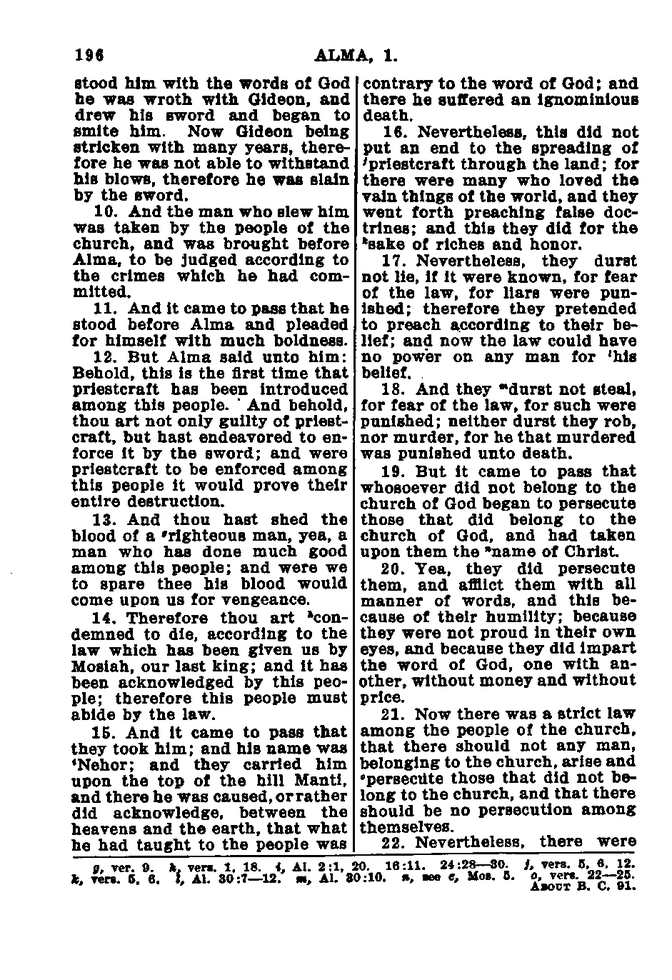 196
ALMA, 1.
stood him with the words of God
he was wroth with Gideon, and
drew his sword and began to
smite him. Now Gideon being
stricken with many years, there-
fore he was not able to withstand
his blows, therefore he was slain
by the sword.
10. And the man who slew him
was taken by the people of the
church, and was brought before
Alma, to be judged according to
the crimes which he had com-
mitted.
11. And it came to pass that he
stood before Alma and pleaded
for himself with much boldness.
12. But Alma said unto him:
Behold, this is the first time that
priestcraft has been introduced
among this people. And behold,
thou art not only guilty of priest-
craft, but hast endeavored to en-
force it by the sword; and were
priestcraft to be enforced among
this people it would prove their
entire destruction.
13. And thou hast shed the
blood of a ᵍrighteous man, yea, a
man who has done much good
among this people; and were we
to spare thee his blood would
come upon us for vengeance.
14. Therefore thou art ʰcon-
demned to die, according to the
law which has been given us by
Mosiah, our last king; and it has
been acknowledged by this peo-
ple; therefore this people must
abide by the law.
15. And it came to pass that
they took him; and his name was
ⁱNehor; and they carried him
upon the top of the hill Manti,
and there he was caused, or rather
did acknowledge, between the
heavens and the earth, that what
he had taught to the people was
contrary to the word of God; and
there he suffered an ignominious
death.
16. Nevertheless, this did not
put an end to the spreading of
ʲpriestcraft through the land; for
there were many who loved the
vain things of the world, and they
went forth preaching false doc-
trines; and this they did for the
ᵏsake of riches and honor.
17. Nevertheless, they durst
not lie, if it were known, for fear
of the law, for liars were pun-
ished; therefore they pretended
to preach according to their be-
lief; and now the law could have
no power on any man for ˡhis
belief.
18. And they ᵐdurst not steal,
for fear of the law, for such were
punished; neither durst they rob,
nor murder, for he that murdered
was punished unto death.
19. But it came to pass that
whosoever did not belong to the
church of God began to persecute
those that did belong to the
church of God, and had taken
upon them the ⁿname of Christ.
20. Yea, they did persecute
them, and afflict them with all
manner of words, and this be-
cause of their humility; because
they were not proud in their own
eyes, and because they did impart
the word of God, one with an-
other, without money and without
price.
21. Now there was a strict law
among the people of the church,
that there should not any man,
belonging to the church, arise and
ᵒpersecute those that did not be-
long to the church, and that there
should be no persecution among
themselves.
22. Nevertheless, there were
g, ver. 9. h, vers. 1, 18. i, Al. 2:1, 20. 16:11. 24:28—30. j, vers. 5, 6, 12.
k, vers. 5, 6. l, Al. 30:7—12. m, Al. 30:10. n, see e, Mos. 5. o, vers. 22—25.
ABOUT B. C. 91.